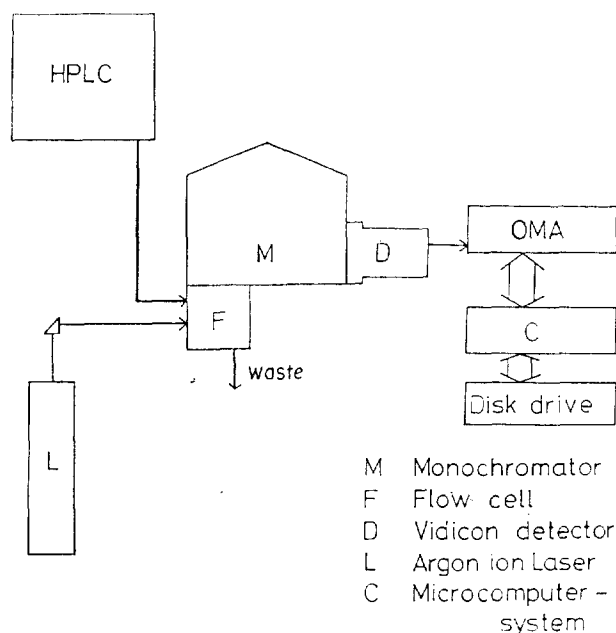 HPLC
M
D
OMA
F
C
waste
Disk drive
L
M Monochromator
F Flow cell
D Vidicon detector
L Argon ion Laser
C Microcomputer-
system